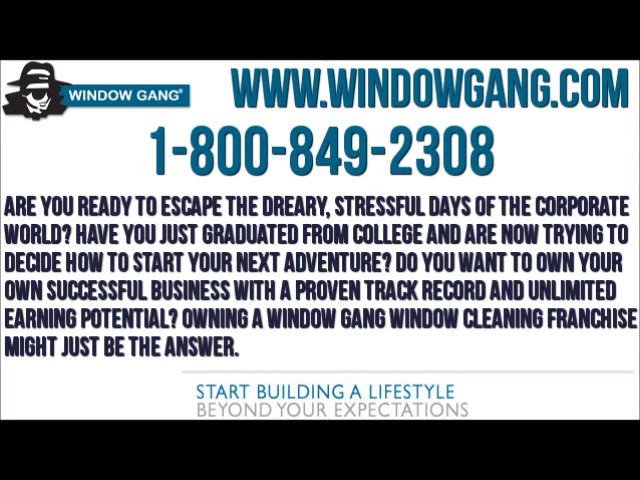 WINDOW GANG®
WWW.WINDOWGANG.COM
1-800-849-2308
ARE YOU READY TO ESCAPE THE DREARY, STRESSFUL DAYS OF THE CORPORATE
WORLD? HAVE YOU JUST GRADUATED FROM COLLEGE AND ARE NOW TRYING TO
DECIDE HOW TO START YOUR NEXT ADVENTURE? DO YOU WANT TO OWN YOUR
OWN SUCCESSFUL BUSINESS WITH A PROVEN TRACK RECORD AND UNLIMITED
EARNING POTENTIAL? OWNING A WINDOW GANG WINDOW CLEANING FRANCHISE
MIGHT JUST BE THE ANSWER.
START BUILDING A LIFESTYLE
BEYOND YOUR EXPECTATIONS